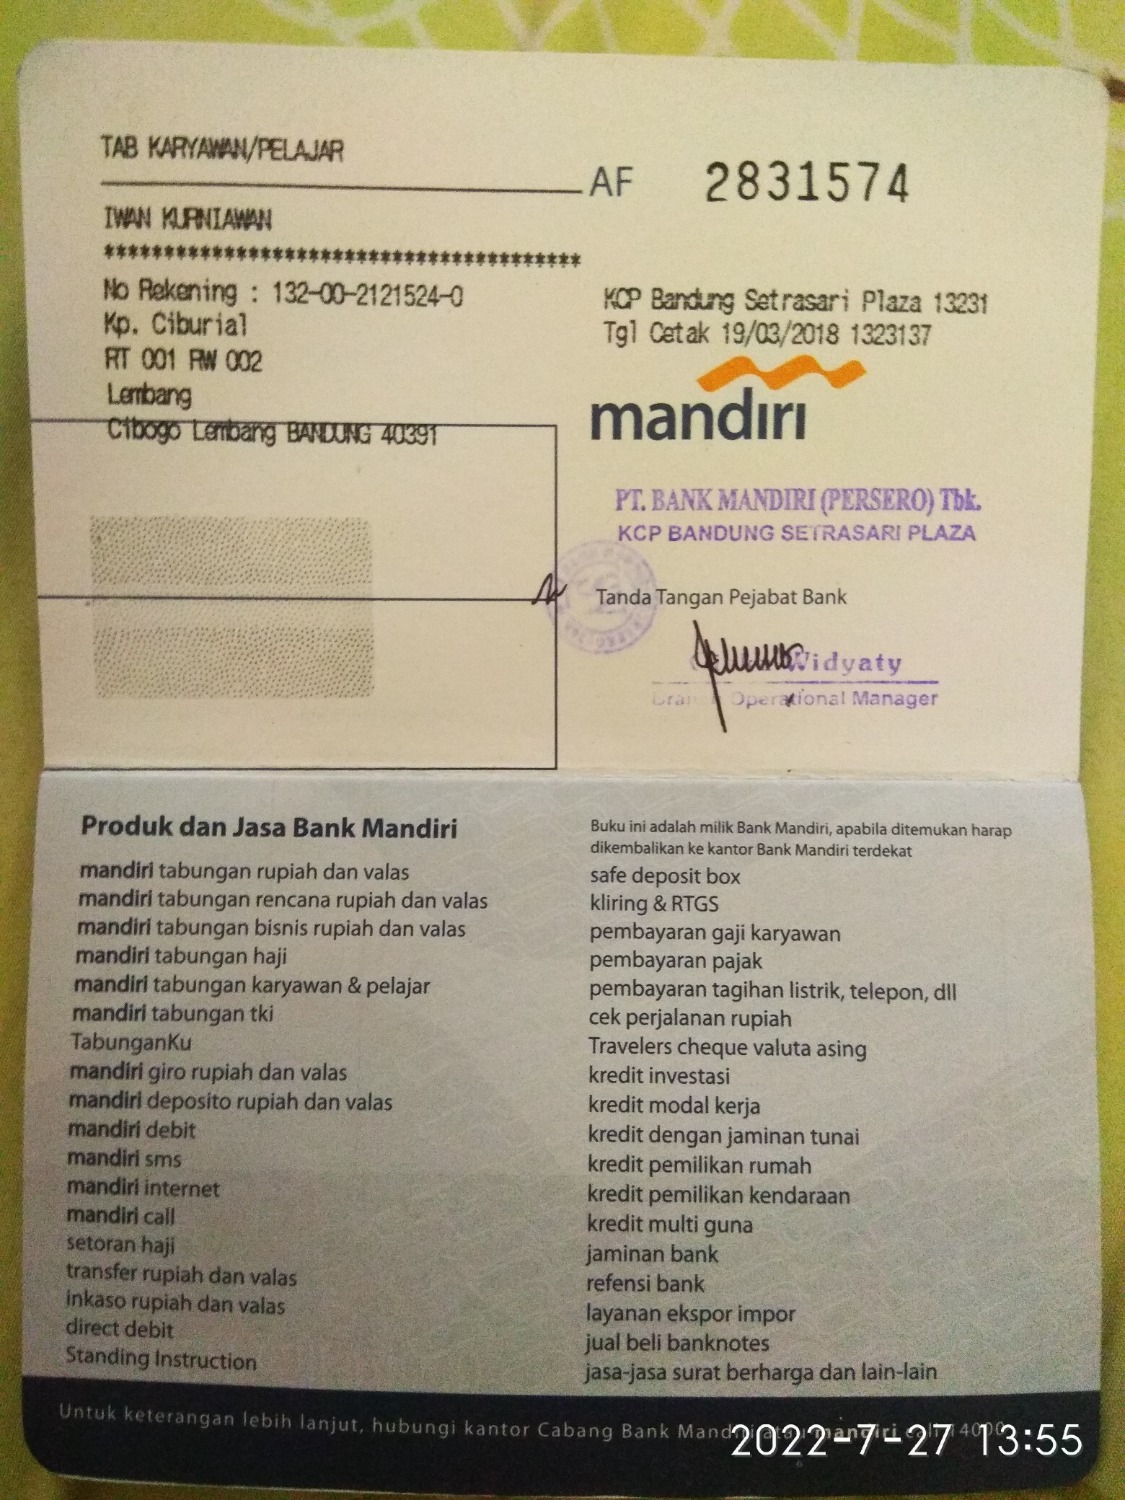 TAB KARYAWAN/PELAJAR
AF 2831574
IWAN KURNIAWAN
****************************************
No Rekening : 132-00-2121524-0
Kp. Ciburial
RT 001 RW 002
Lembang
Cibogo Lembang BANDUNG 40391
KCP Bandung Setrasari Plaza 13231
Tgl Cetak 19/03/2018 1323137
mandiri
PT. BANK MANDIRI (PERSERO) Tbk.
KCP BANDUNG SETRASARI PLAZA
Tanda Tangan Pejabat Bank
Widyaty
Operational Manager
Produk dan Jasa Bank Mandiri
mandiri tabungan rupiah dan valas
mandiri tabungan rencana rupiah dan valas
mandiri tabungan bisnis rupiah dan valas
mandiri tabungan haji
mandiri tabungan karyawan & pelajar
mandiri tabungan tki
TabunganKu
mandiri giro rupiah dan valas
mandiri deposito rupiah dan valas
mandiri debit
mandiri sms
mandiri internet
mandiri call
setoran haji
transfer rupiah dan valas
inkaso rupiah dan valas
direct debit
Standing Instruction
Buku ini adalah milik Bank Mandiri, apabila ditemukan harap
dikembalikan ke kantor Bank Mandiri terdekat
safe deposit box
kliring & RTGS
pembayaran gaji karyawan
pembayaran pajak
pembayaran tagihan listrik, telepon, dll
cek perjalanan rupiah
Travelers cheque valuta asing
kredit investasi
kredit modal kerja
kredit dengan jaminan tunai
kredit pemilikan rumah
kredit pemilikan kendaraan
kredit multi guna
jaminan bank
refensi bank
layanan ekspor impor
jual beli banknotes
jasa-jasa surat berharga dan lain-lain
Untuk keterangan lebih lanjut, hubungi kantor Cabang Bank Mandiri atau mandiri call 14000
2022-7-27 13:55